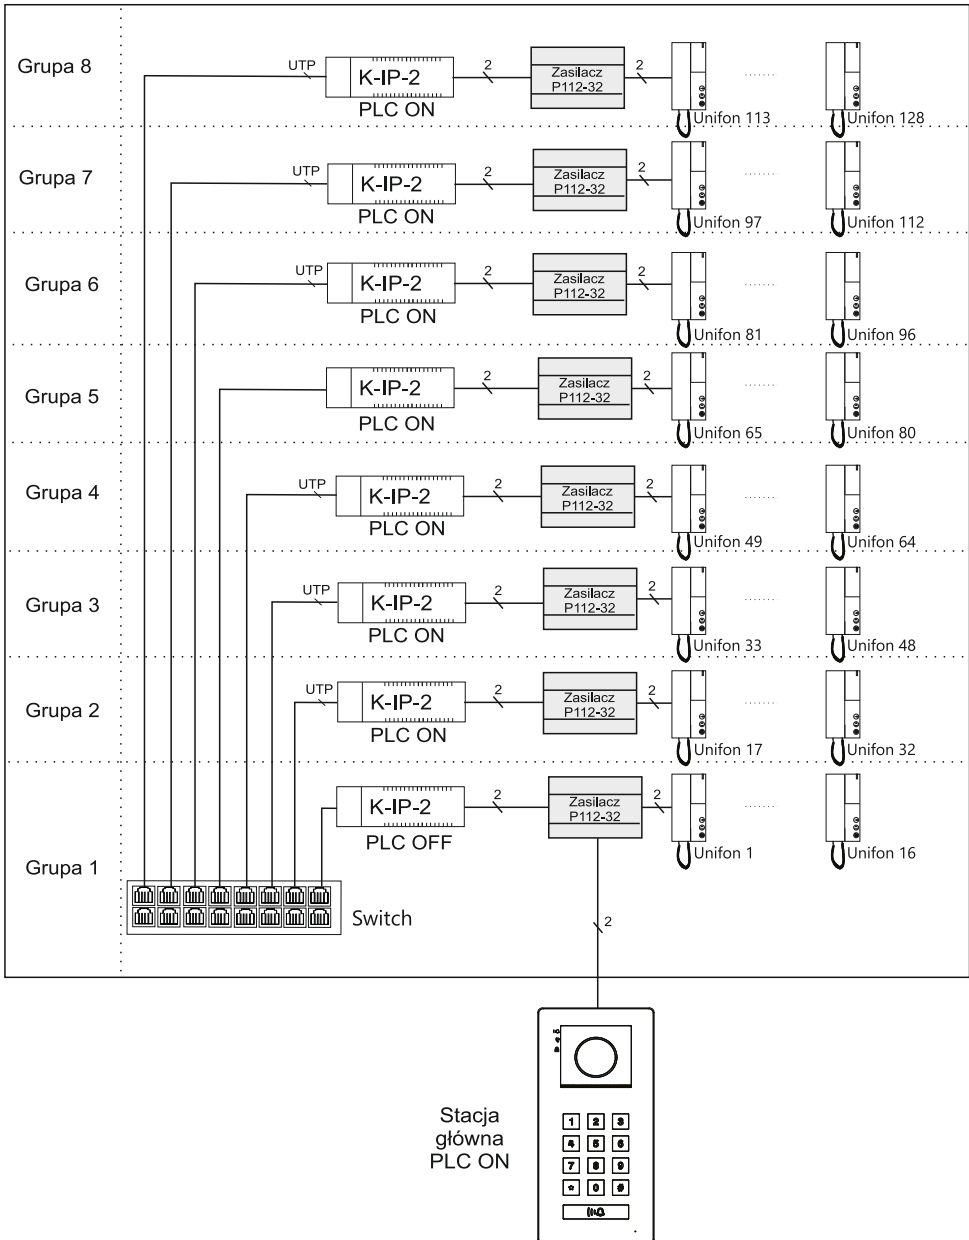 Grupa 8
UTP
K-IP-2
PLC ON
2
Zasilacz
P112-32
2
Unifon 113
........
Unifon 128
Grupa 7
UTP
K-IP-2
PLC ON
2
Zasilacz
P112-32
2
Unifon 97
........
Unifon 112
Grupa 6
UTP
K-IP-2
PLC ON
2
Zasilacz
P112-32
2
Unifon 81
........
Unifon 96
Grupa 5
K-IP-2
PLC ON
2
Zasilacz
P112-32
2
Unifon 65
........
Unifon 80
Grupa 4
UTP
K-IP-2
PLC ON
2
Zasilacz
P112-32
2
Unifon 49
........
Unifon 64
Grupa 3
UTP
K-IP-2
PLC ON
2
Zasilacz
P112-32
2
Unifon 33
........
Unifon 48
Grupa 2
UTP
K-IP-2
PLC ON
2
Zasilacz
P112-32
2
Unifon 17
........
Unifon 32
Grupa 1
K-IP-2
PLC OFF
2
Zasilacz
P112-32
2
Unifon 1
........
Unifon 16
Switch
2
Stacja
główna
PLC ON
1 2 3
4 5 6
7 8 9
* 0 #